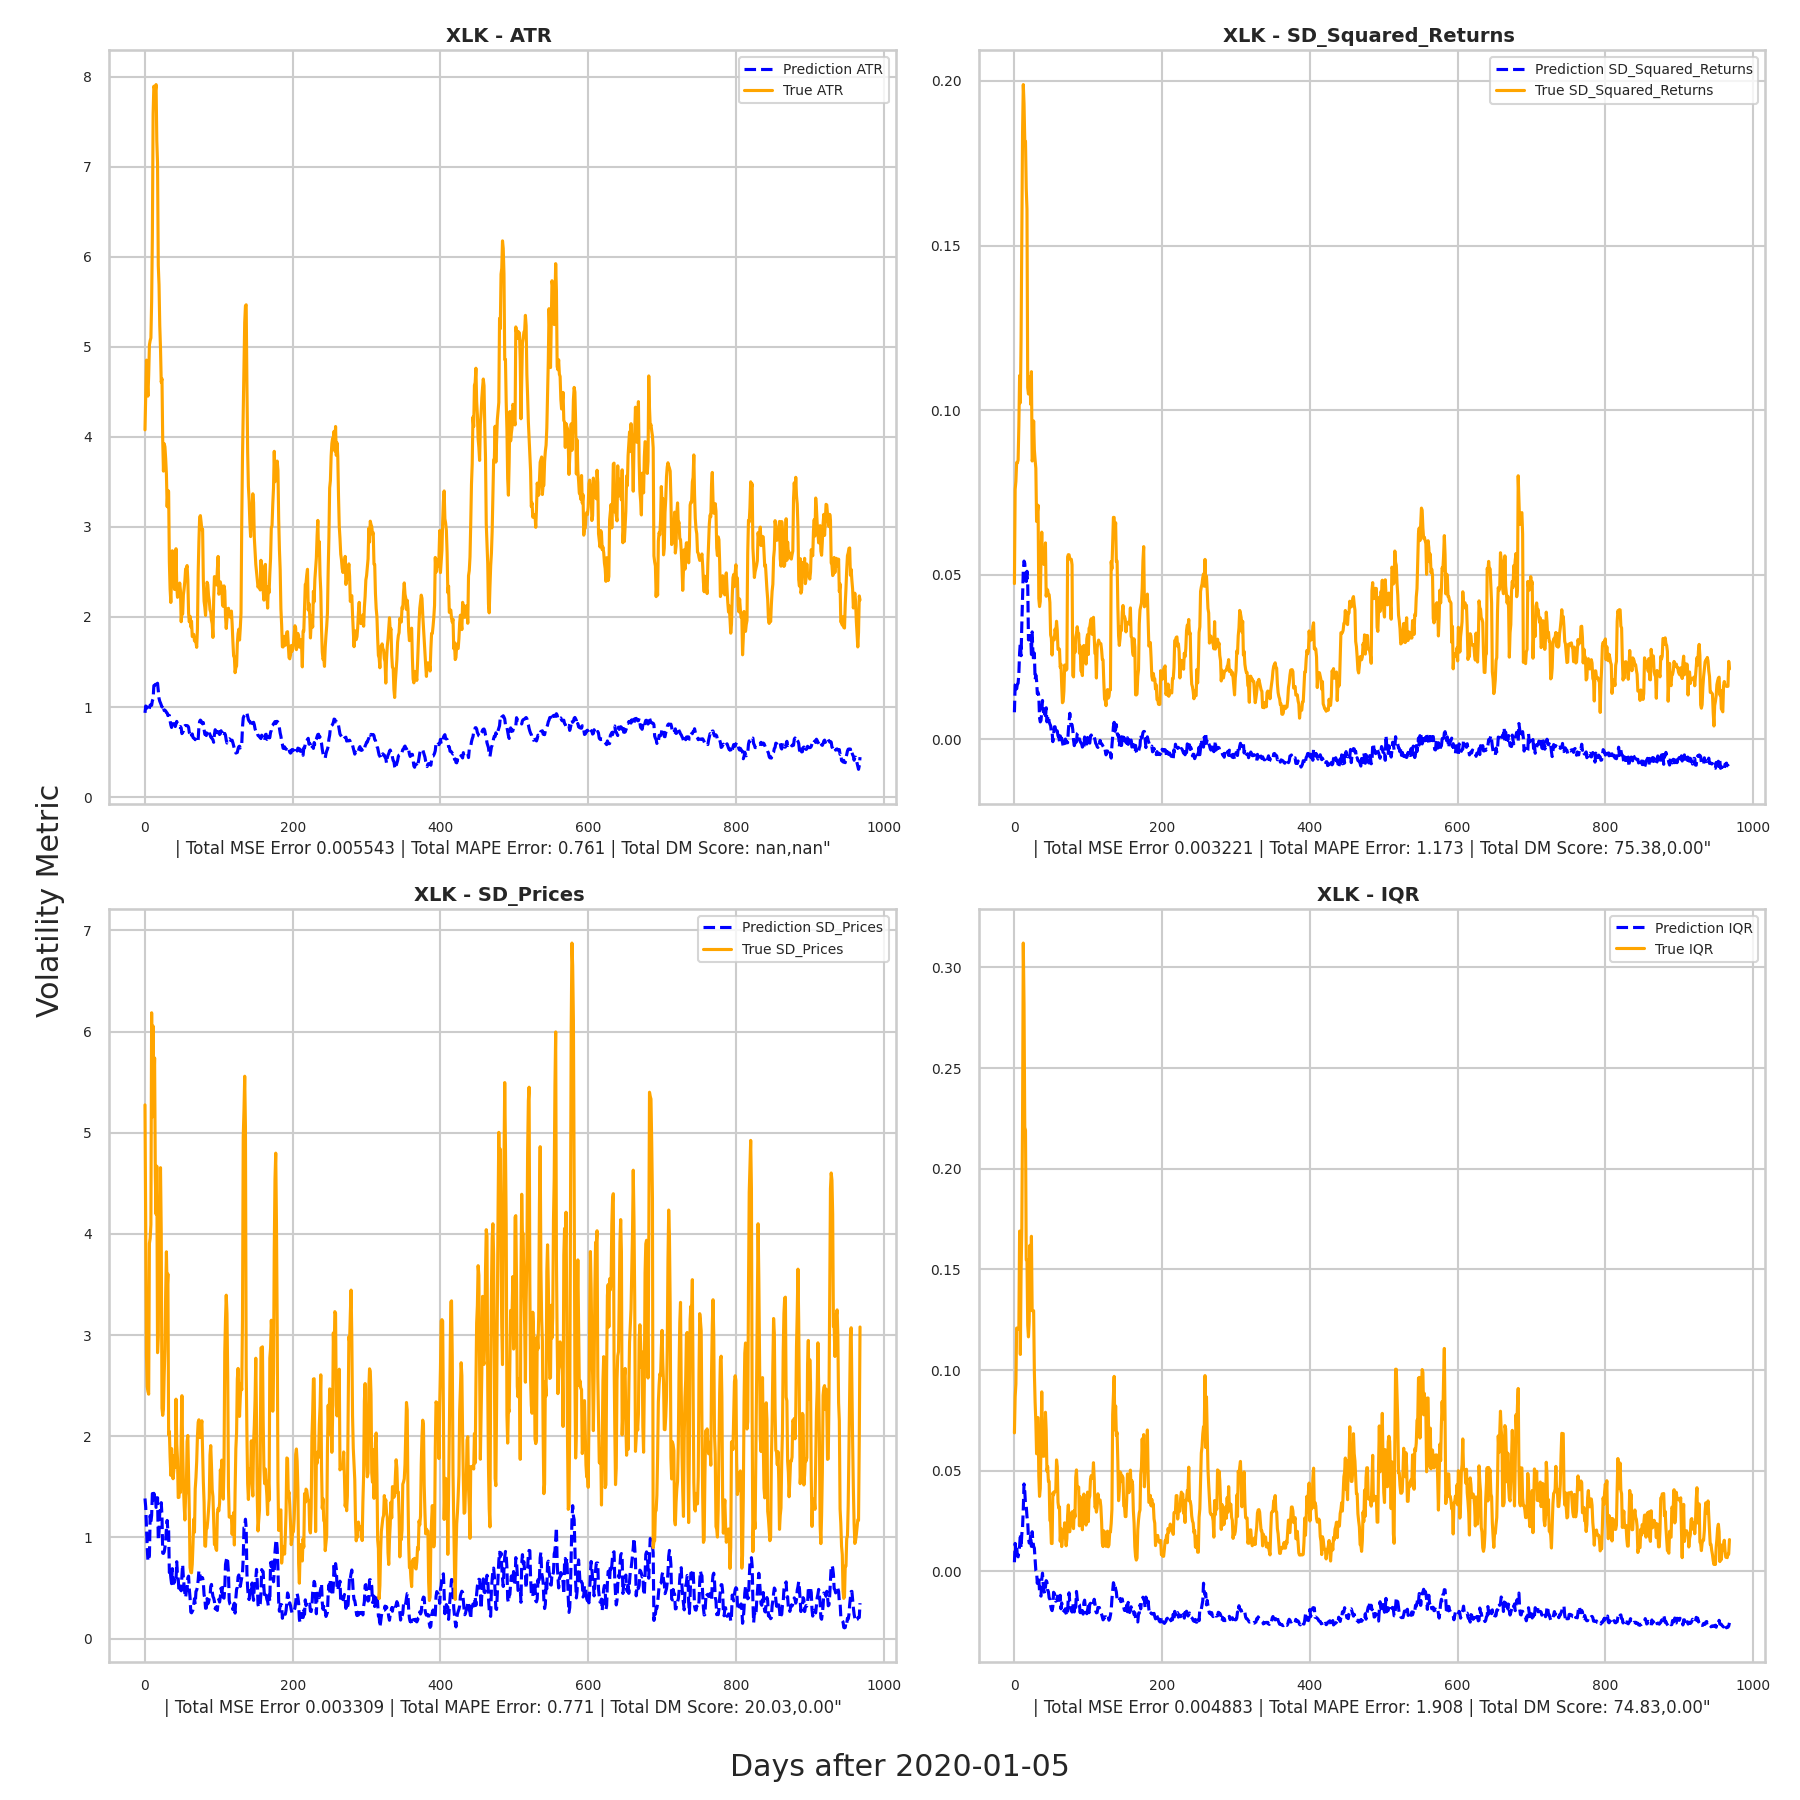 XLK - ATR
Prediction ATR
True ATR
8
7
6
5
4
3
2
1
0
0 200 400 600 800 1000
| Total MSE Error 0.005543 | Total MAPE Error: 0.761 | Total DM Score: nan,nan"
XLK - SD_Squared_Returns
Prediction SD_Squared_Returns
True SD_Squared_Returns
0.20
0.15
0.10
0.05
0.00
0 200 400 600 800 1000
| Total MSE Error 0.003221 | Total MAPE Error: 1.173 | Total DM Score: 75.38,0.00"
Volatility Metric
XLK - SD_Prices
Prediction SD_Prices
True SD_Prices
7
6
5
4
3
2
1
0
0 200 400 600 800 1000
| Total MSE Error 0.003309 | Total MAPE Error: 0.771 | Total DM Score: 20.03,0.00"
XLK - IQR
Prediction IQR
True IQR
0.30
0.25
0.20
0.15
0.10
0.05
0.00
0 200 400 600 800 1000
| Total MSE Error 0.004883 | Total MAPE Error: 1.908 | Total DM Score: 74.83,0.00"
Days after 2020-01-05